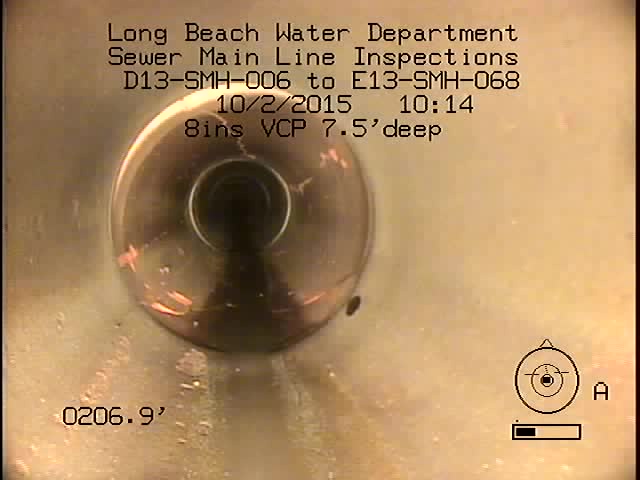 Long Beach Water Department
Sewer Main Line Inspections
D13-SMH-006 to E13-SMH-068
10/2/2015 10:14
8ins VCP 7.5'deep
0206.9'
A